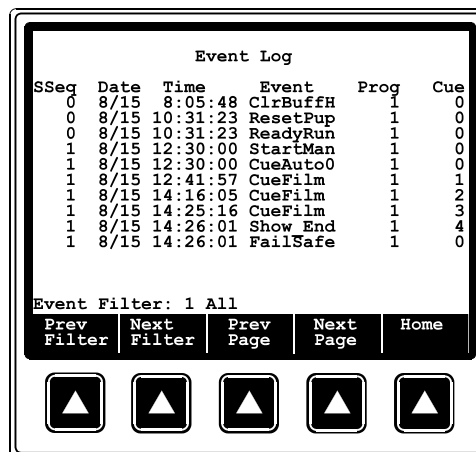 Event Log
SSeq Date Time Event Prog Cue
0 8/15 8:05:48 ClrBuffH 1 0
0 8/15 10:31:23 ResetPup 1 0
0 8/15 10:31:23 ReadyRun 1 0
1 8/15 12:30:00 StartMan 1 0
1 8/15 12:30:00 CueAuto0 1 0
1 8/15 12:41:57 CueFilm 1 1
1 8/15 14:16:05 CueFilm 1 2
1 8/15 14:25:16 CueFilm 1 3
1 8/15 14:26:01 Show_End 1 4
1 8/15 14:26:01 FailSafe 1 0
Event Filter: 1 All
Prev Next Prev Next Home
Filter Filter Page Page